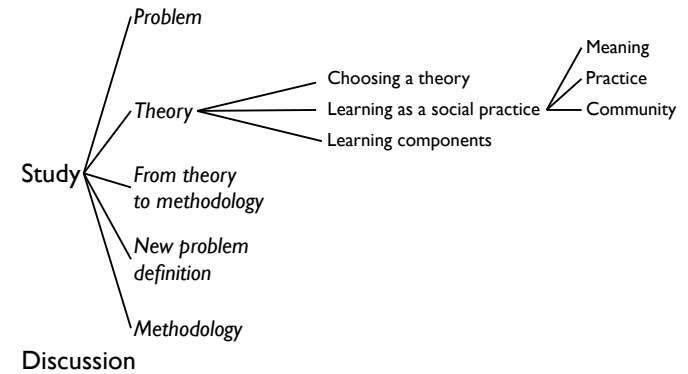 Problem
Meaning
Choosing a theory
Practice
Theory
Learning as a social practice
Community
Learning components
Study
From theory
to methodology
New problem
definition
Methodology
Discussion